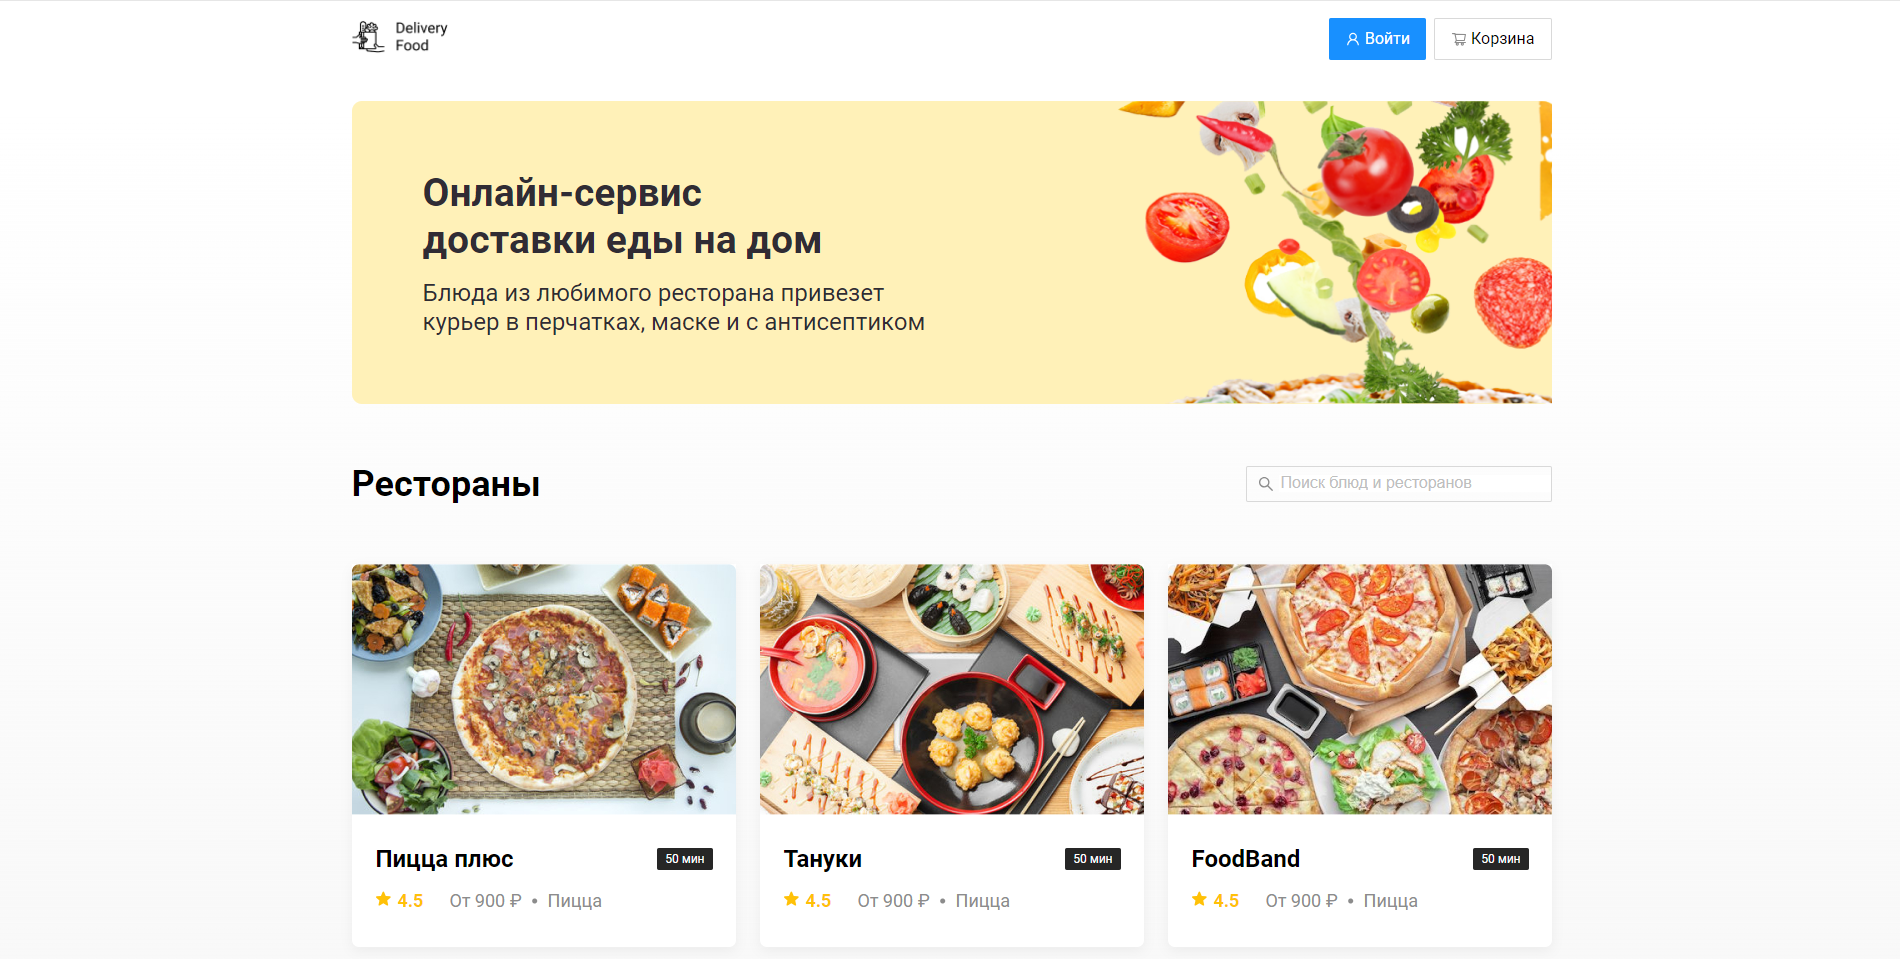 Delivery
Food
Войти
Корзина
Онлайн-сервис
доставки еды на дом
Блюда из любимого ресторана привезет
курьер в перчатках, маске и с антисептиком
Рестораны
Поиск блюд и ресторанов
Пицца плюс
50 мин
4.5 От 900 ₽ • Пицца
Тануки
50 мин
4.5 От 900 ₽ • Пицца
FoodBand
50 мин
4.5 От 900 ₽ • Пицца